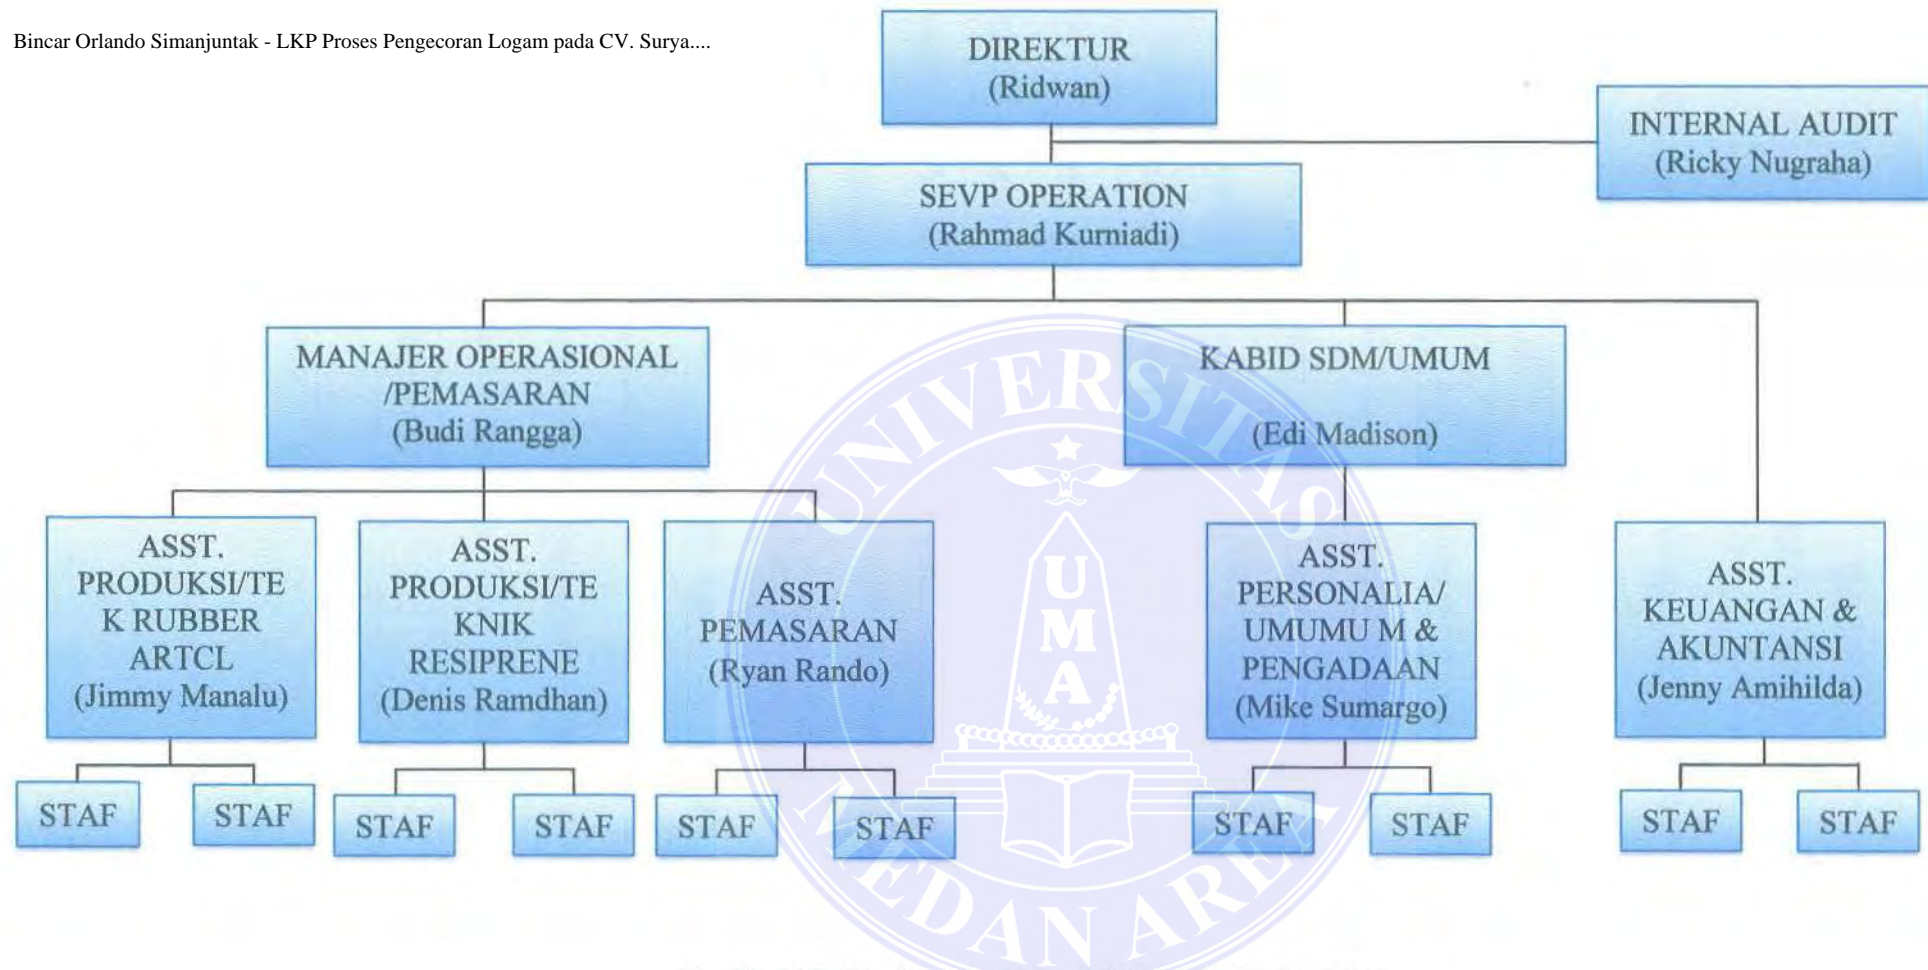 Bincar Orlando Simanjuntak - LKP Proses Pengecoran Logam pada CV. Surya....
DIREKTUR
(Ridwan)
INTERNAL AUDIT
(Ricky Nugraha)
SEVP OPERATION
(Rahmad Kurniadi)
MANAJER OPERASIONAL
/PEMASARAN
(Budi Rangga)
KABID SDM/UMUM
(Edi Madison)
ASST.
PRODUKSI/TE
K RUBBER
ARTCL
(Jimmy Manalu)
ASST.
PRODUKSI/TE
KNIK
RESIPRENE
(Denis Ramdhan)
ASST.
PEMASARAN
(Ryan Rando)
ASST.
PERSONALIA/
UMUMU M &
PENGADAAN
(Mike Sumargo)
ASST.
KEUANGAN &
AKUNTANSI
(Jenny Amihilda)
STAF
STAF
STAF
STAF
STAF
STAF
STAF
STAF
STAF
STAF
UNIVERSITAS
UMA
MEDAN AREA